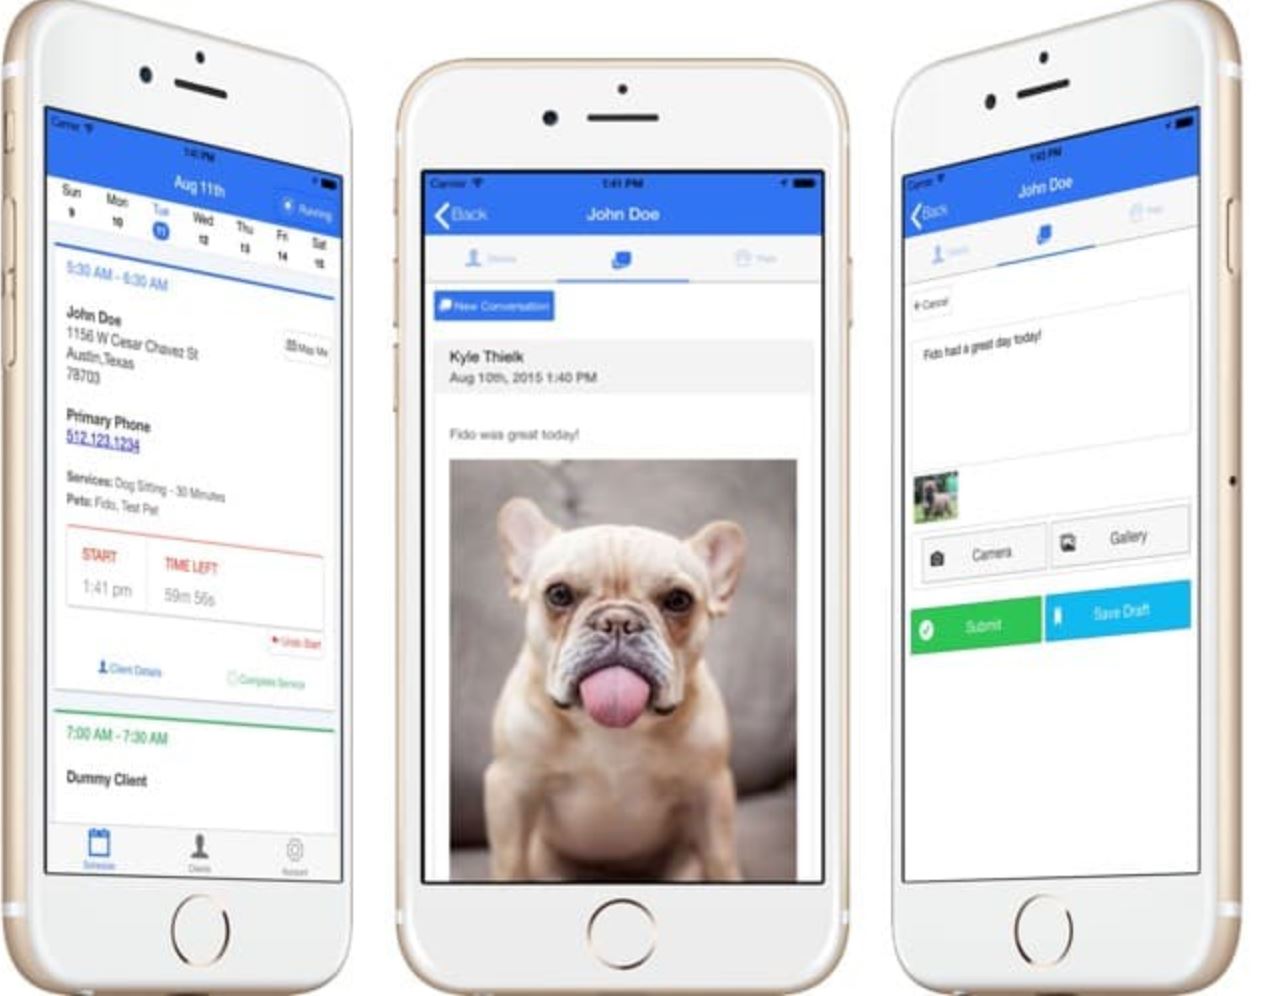 Carrier
1:41 PM
Aug 11th
Running
Sun Mon Tue Wed Thu Fri Sat
9 10 11 12 13 14 15
5:30 AM - 6:30 AM
John Doe
1156 W Cesar Chavez St
Austin,Texas
78703
Map Me
Primary Phone
512.123.1234
Services: Dog Sitting - 30 Minutes
Pets: Fido, Test Pet
START
TIME LEFT
1:41 pm
59m 56s
Undo Start
Client Details
Complete Service
7:00 AM - 7:30 AM
Dummy Client
Schedule
Clients
Account
Carrier
1:41 PM
Back
John Doe
Details
Pets
New Conversation
Kyle Thielk
Aug 10th, 2015 1:40 PM
Fido was great today!
Carrier
1:43 PM
Back
John Doe
Details
Pets
Cancel
Fido had a great day today!
Camera
Gallery
Submit
Save Draft